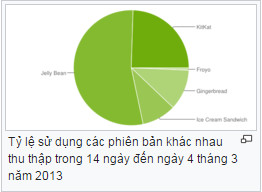 KitKat
Jelly Bean
Froyo
Gingerbread
Ice Cream Sandwich
Tỷ lệ sử dụng các phiên bản khác nhau
thu thập trong 14 ngày đến ngày 4 tháng 3
năm 2013